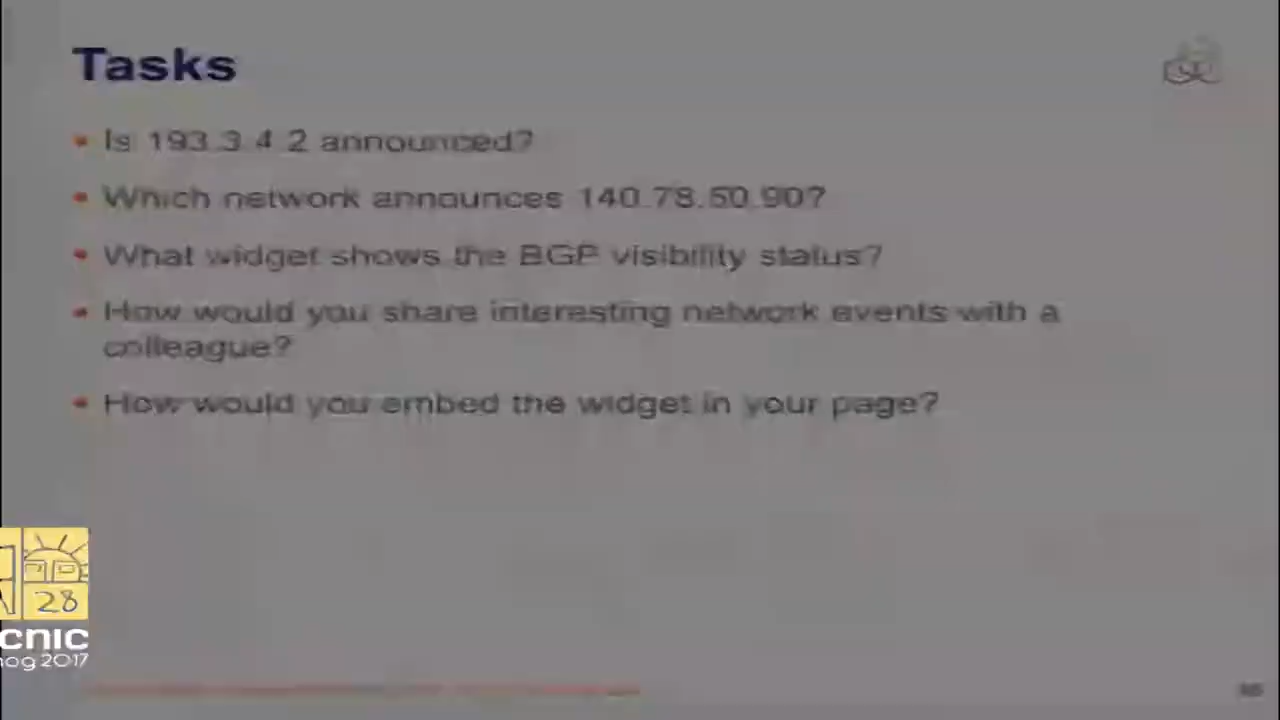 Tasks
Is 193.3.4.2 announced?
Which network announces 140.78.50.90?
What widget shows the BGP visibility status?
How would you share interesting network events with a
colleague?
How would you embed the widget in your page?
28
CNIC
nog 2017